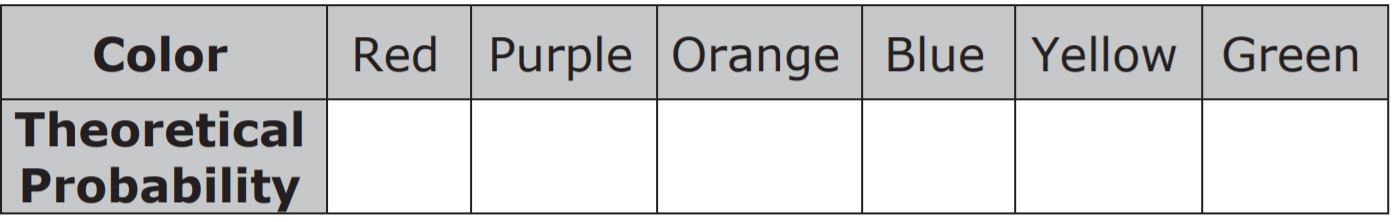 Color Red Purple Orange Blue Yellow Green
Theoretical
Probability